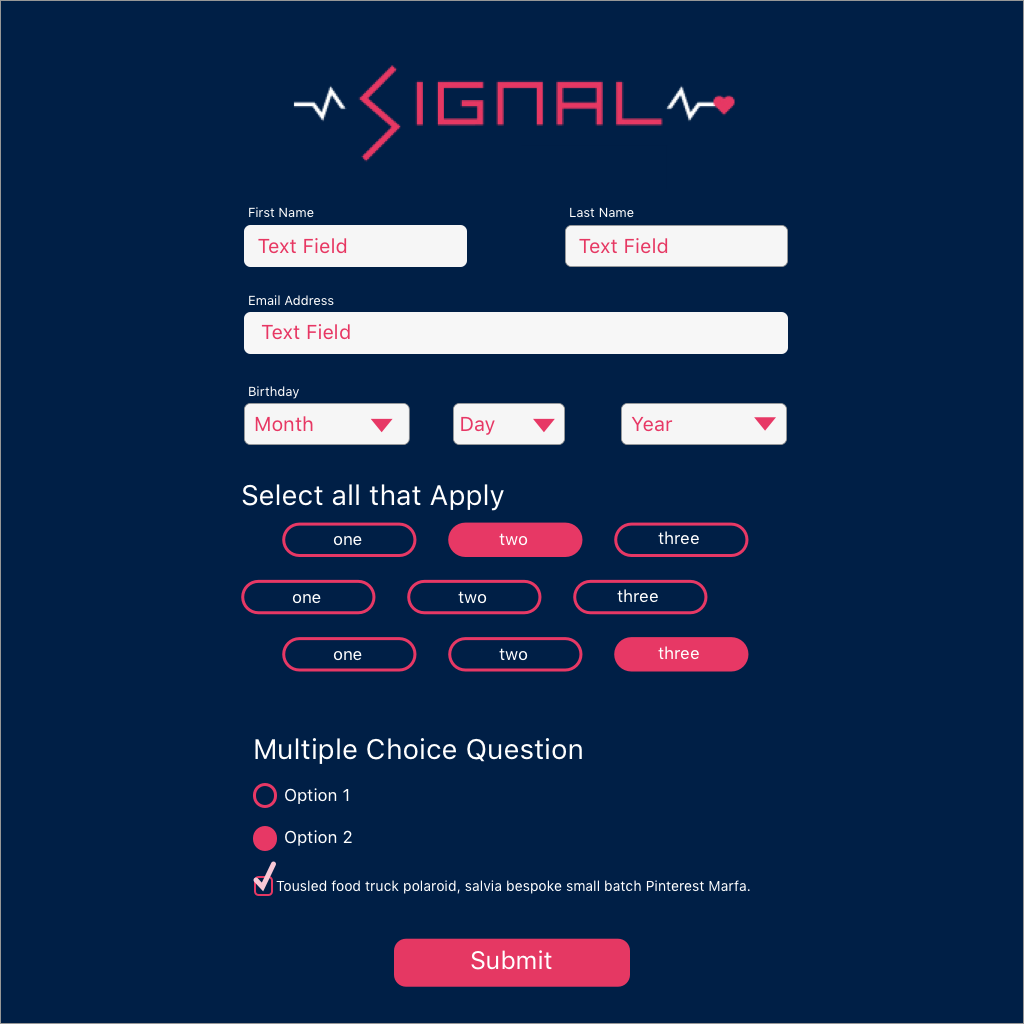 SIGNAL
First Name Last Name
Text Field Text Field
Email Address
Text Field
Birthday
Month Day Year
Select all that Apply
one two three
one two three
one two three
Multiple Choice Question
Option 1
Option 2
Tousled food truck polaroid, salvia bespoke small batch Pinterest Marfa.
Submit